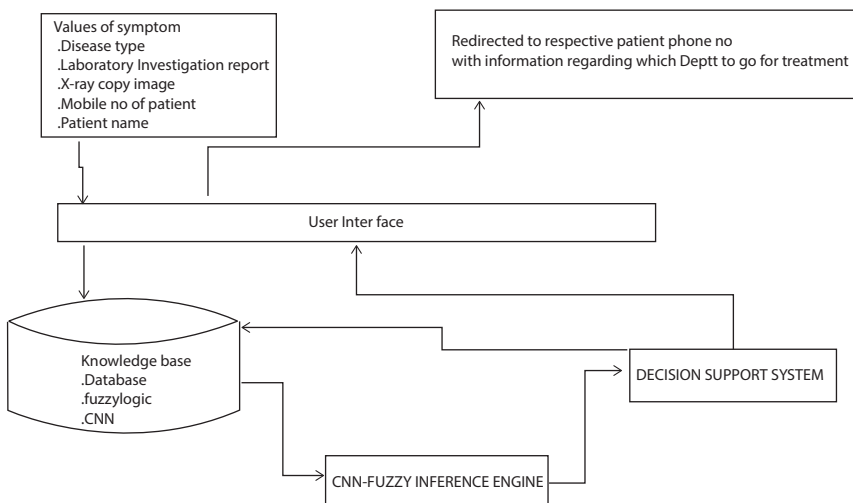 Values of symptom
.Disease type
.Laboratory Investigation report
.X-ray copy image
.Mobile no of patient
.Patient name
Redirected to respective patient phone no
with information regarding which Deptt to go for treatment
User Inter face
Knowledge base
.Database
.fuzzylogic
.CNN
DECISION SUPPORT SYSTEM
CNN-FUZZY INFERENCE ENGINE